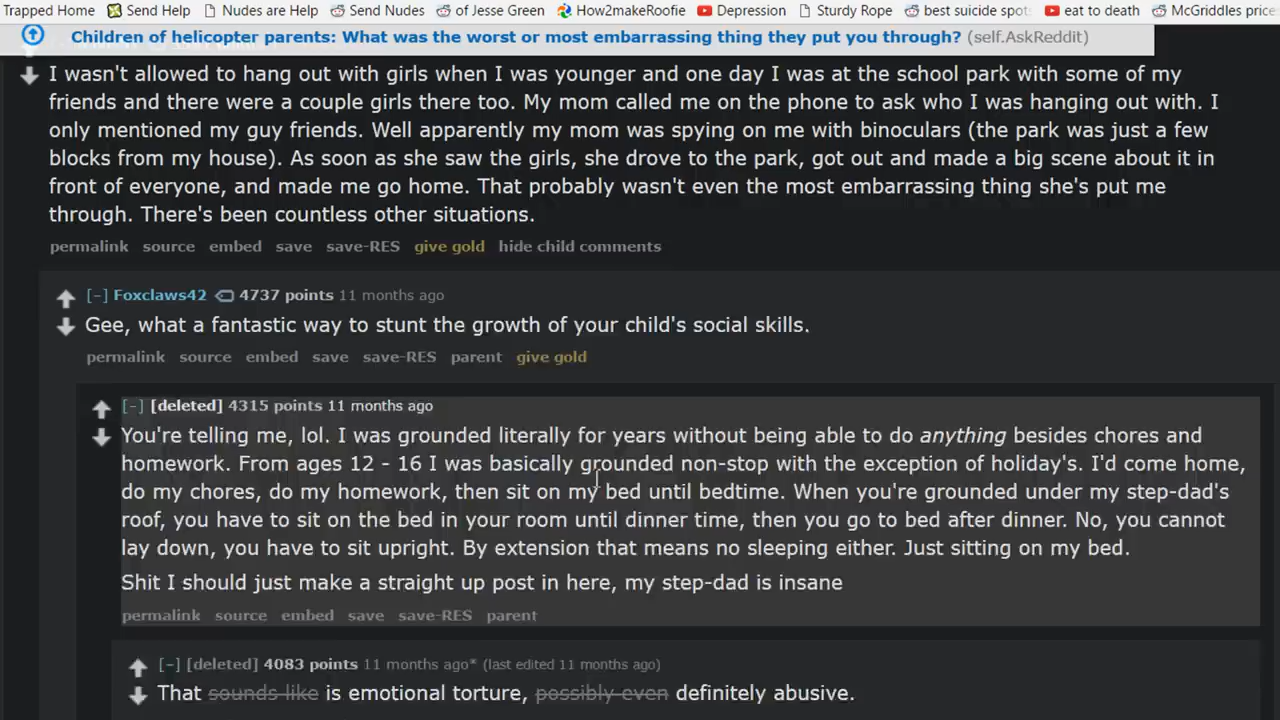 Trapped Home Send Help Nudes are Help Send Nudes of Jesse Green How2makeRoofie Depression Sturdy Rope best suicide spot eat to death McGriddles price
Children of helicopter parents: What was the worst or most embarrassing thing they put you through? (self.AskReddit)
I wasn't allowed to hang out with girls when I was younger and one day I was at the school park with some of my
friends and there were a couple girls there too. My mom called me on the phone to ask who I was hanging out with. I
only mentioned my guy friends. Well apparently my mom was spying on me with binoculars (the park was just a few
blocks from my house). As soon as she saw the girls, she drove to the park, got out and made a big scene about it in
front of everyone, and made me go home. That probably wasn't even the most embarrassing thing she's put me
through. There's been countless other situations.
permalink source embed save save-RES give gold hide child comments
[-] Foxclaws42 4737 points 11 months ago
Gee, what a fantastic way to stunt the growth of your child's social skills.
permalink source embed save save-RES parent give gold
[-] [deleted] 4315 points 11 months ago
You're telling me, lol. I was grounded literally for years without being able to do anything besides chores and
homework. From ages 12 - 16 I was basically grounded non-stop with the exception of holiday's. I'd come home,
do my chores, do my homework, then sit on my bed until bedtime. When you're grounded under my step-dad's
roof, you have to sit on the bed in your room until dinner time, then you go to bed after dinner. No, you cannot
lay down, you have to sit upright. By extension that means no sleeping either. Just sitting on my bed.
Shit I should just make a straight up post in here, my step-dad is insane
permalink source embed save save-RES parent
[-] [deleted] 4083 points 11 months ago* (last edited 11 months ago)
That sounds like is emotional torture, possibly even definitely abusive.